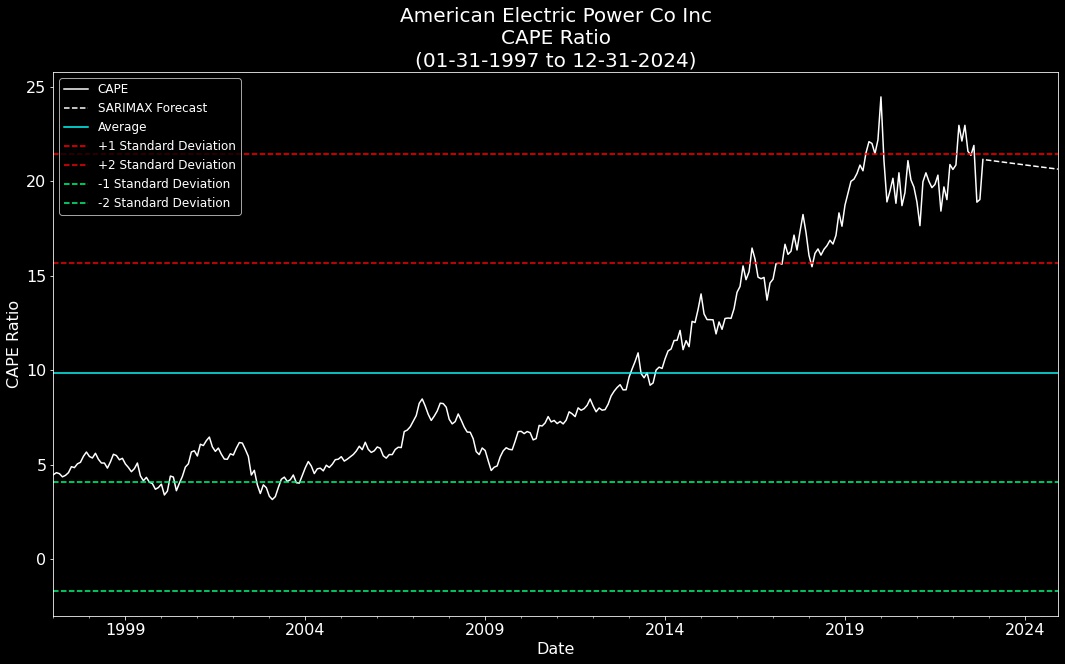 American Electric Power Co Inc
CAPE Ratio
(01-31-1997 to 12-31-2024)
CAPE
SARIMAX Forecast
Average
+1 Standard Deviation
+2 Standard Deviation
-1 Standard Deviation
-2 Standard Deviation
25
20
15
10
5
0
CAPE Ratio
1999 2004 2009 2014 2019 2024
Date